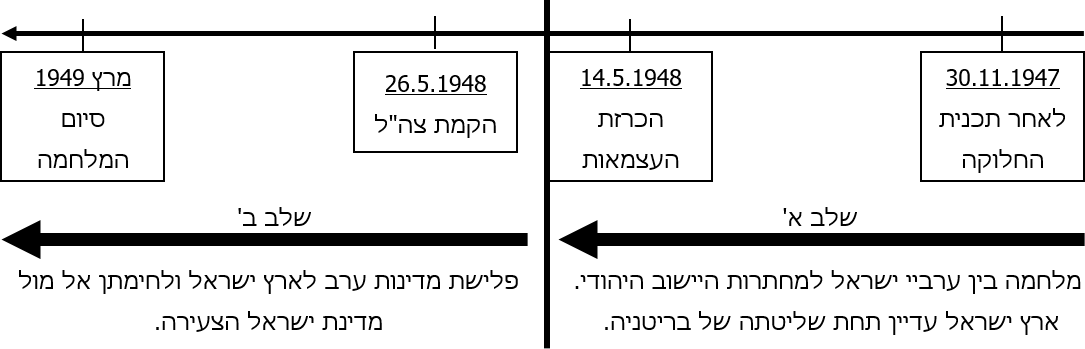 30.11.1947
לאחר תכנית
החלוקה
14.5.1948
הכרזת
העצמאות
26.5.1948
הקמת צה"ל
מרץ 1949
סיום
המלחמה
שלב א'
מלחמה בין ערביי ישראל למחתרות היישוב היהודי.
ארץ ישראל עדיין תחת שליטתה של בריטניה.
שלב ב'
פלישת מדינות ערב לארץ ישראל ולחימתן אל מול
מדינת ישראל הצעירה.